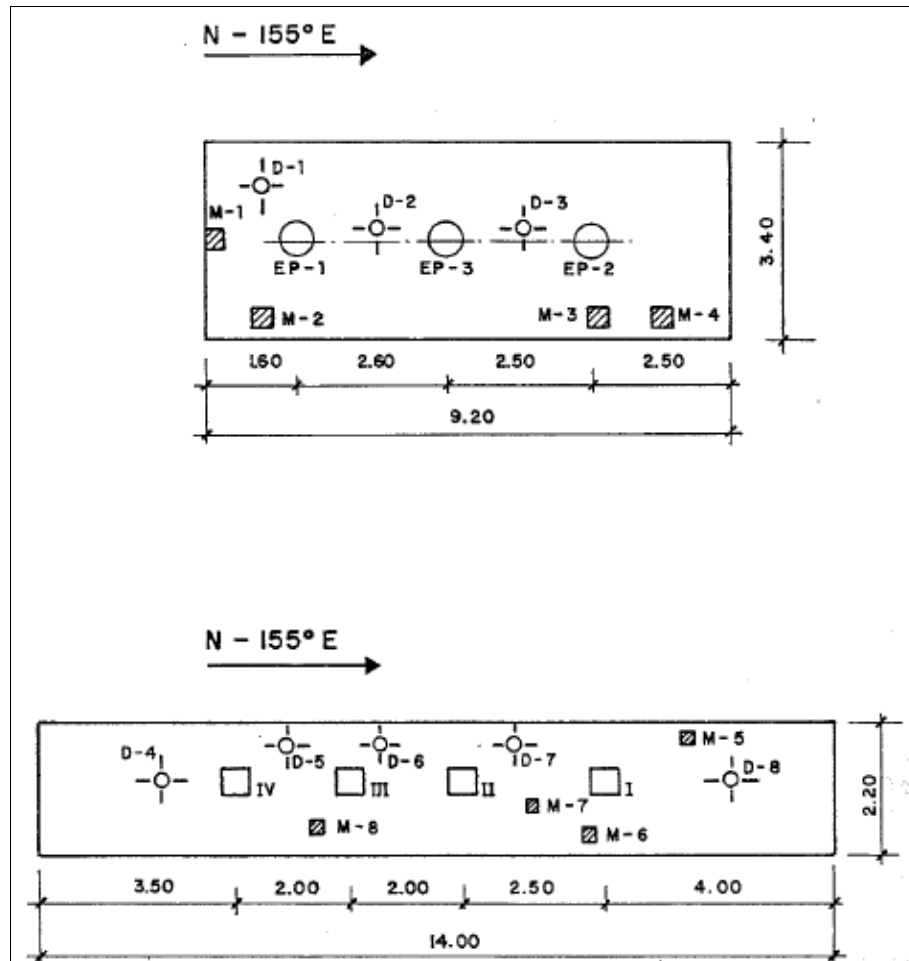 N - 155° E
D-1
D-2
D-3
M-1
EP-1
EP-3
EP-2
M-2
M-3
M-4
3.40
1.60
2.60
2.50
2.50
9.20
N - 155° E
M-5
D-4
D-5
D-6
D-7
D-8
IV
III
II
I
M-7
M-8
M-6
2.20
3.50
2.00
2.00
2.50
4.00
14.00